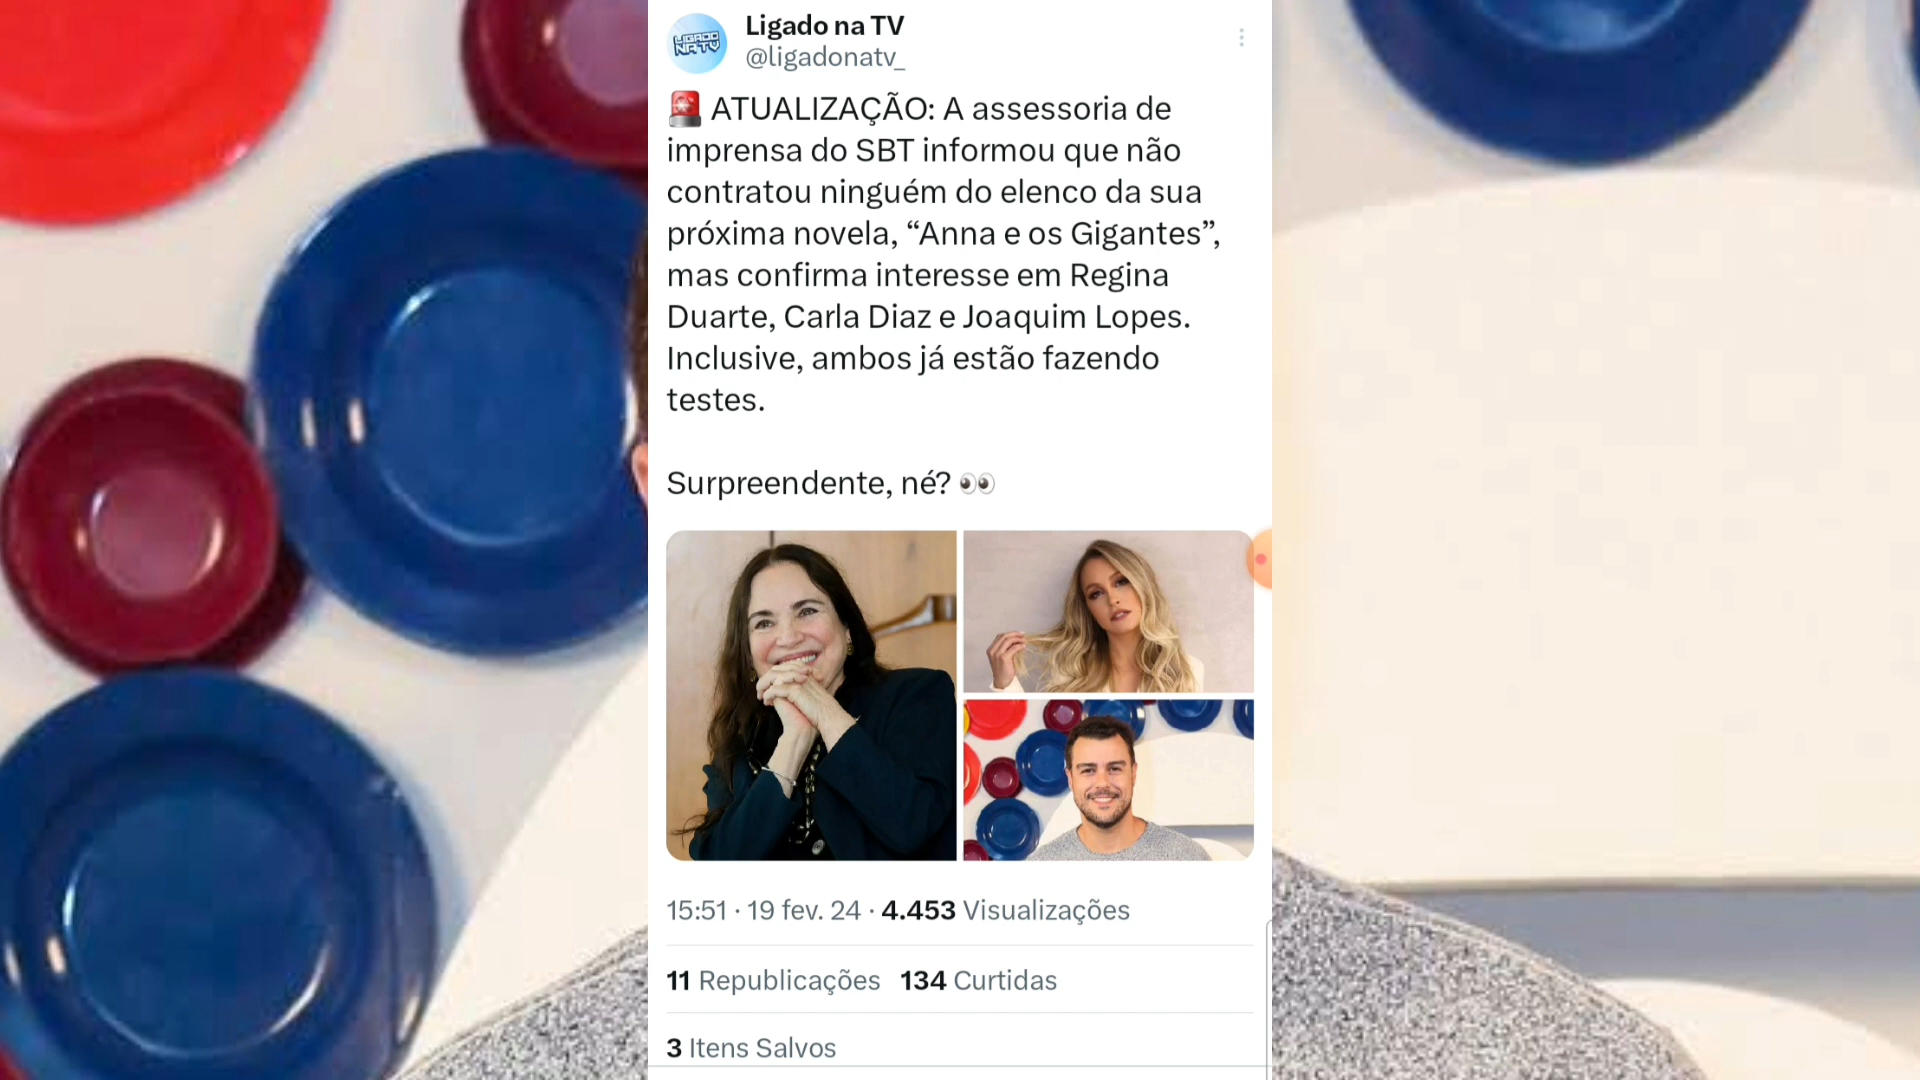 Ligado na TV
@ligadonatv_
LIGADO
NA TV
🚨 ATUALIZAÇÃO: A assessoria de
imprensa do SBT informou que não
contratou ninguém do elenco da sua
próxima novela, “Anna e os Gigantes”,
mas confirma interesse em Regina
Duarte, Carla Diaz e Joaquim Lopes.
Inclusive, ambos já estão fazendo
testes.
Surpreendente, né? 👀
15:51 · 19 fev. 24 · 4.453 Visualizações
11 Republicações 134 Curtidas
3 Itens Salvos